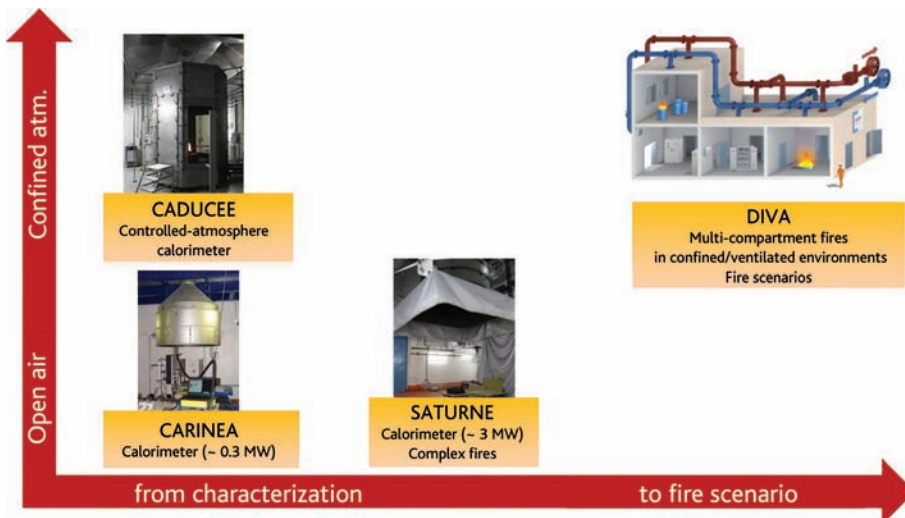 Confined atm.
Open air
CADUCEE
Controlled-atmosphere
calorimeter
DIVA
Multi-compartment fires
in confined/ventilated environments
Fire scenarios
CARINEA
Calorimeter (~ 0.3 MW)
SATURNE
Calorimeter (~ 3 MW)
Complex fires
from characterization
to fire scenario